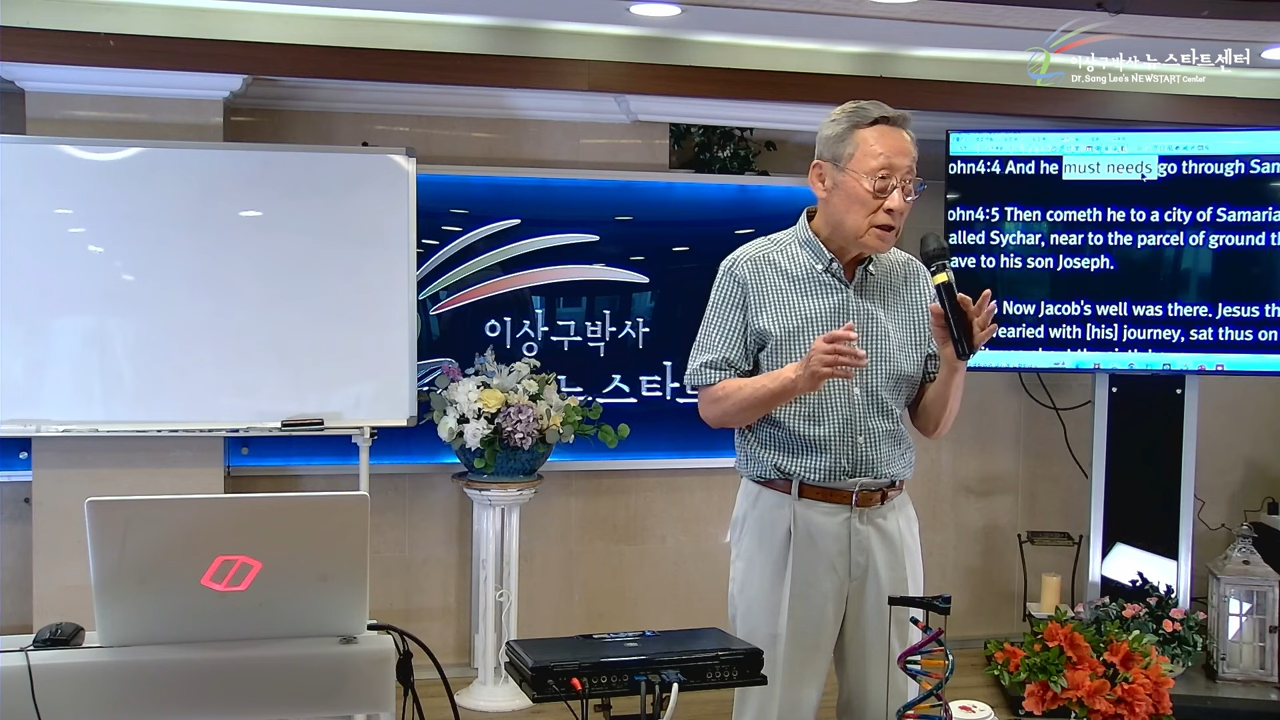 이상구박사 뉴스타트센터
Dr. Sang Lee's NEWSTART Center
이상구박사
뉴스타트
ohn4:4 And he must needs go through Sam
ohn4:5 Then cometh he to a city of Samaria
alled Sychar, near to the parcel of ground th
ave to his son Joseph.
Now Jacob's well was there. Jesus th
wearied with [his] journey, sat thus on